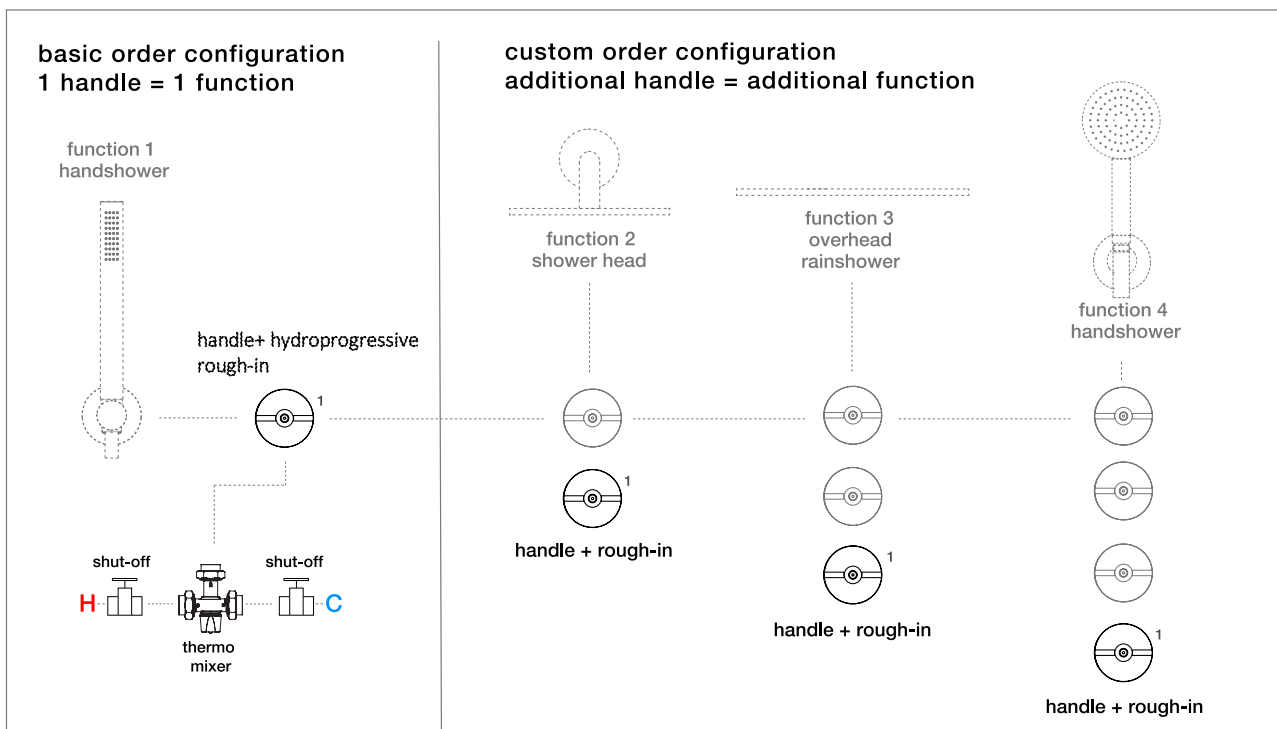 basic order configuration
1 handle = 1 function
function 1
handshower
handle+ hydroprogressive
rough-in
1
shut-off
shut-off
H
C
thermo
mixer
custom order configuration
additional handle = additional function
function 2
shower head
function 3
overhead
rainshower
function 4
handshower
1
handle + rough-in
1
handle + rough-in
1
handle + rough-in